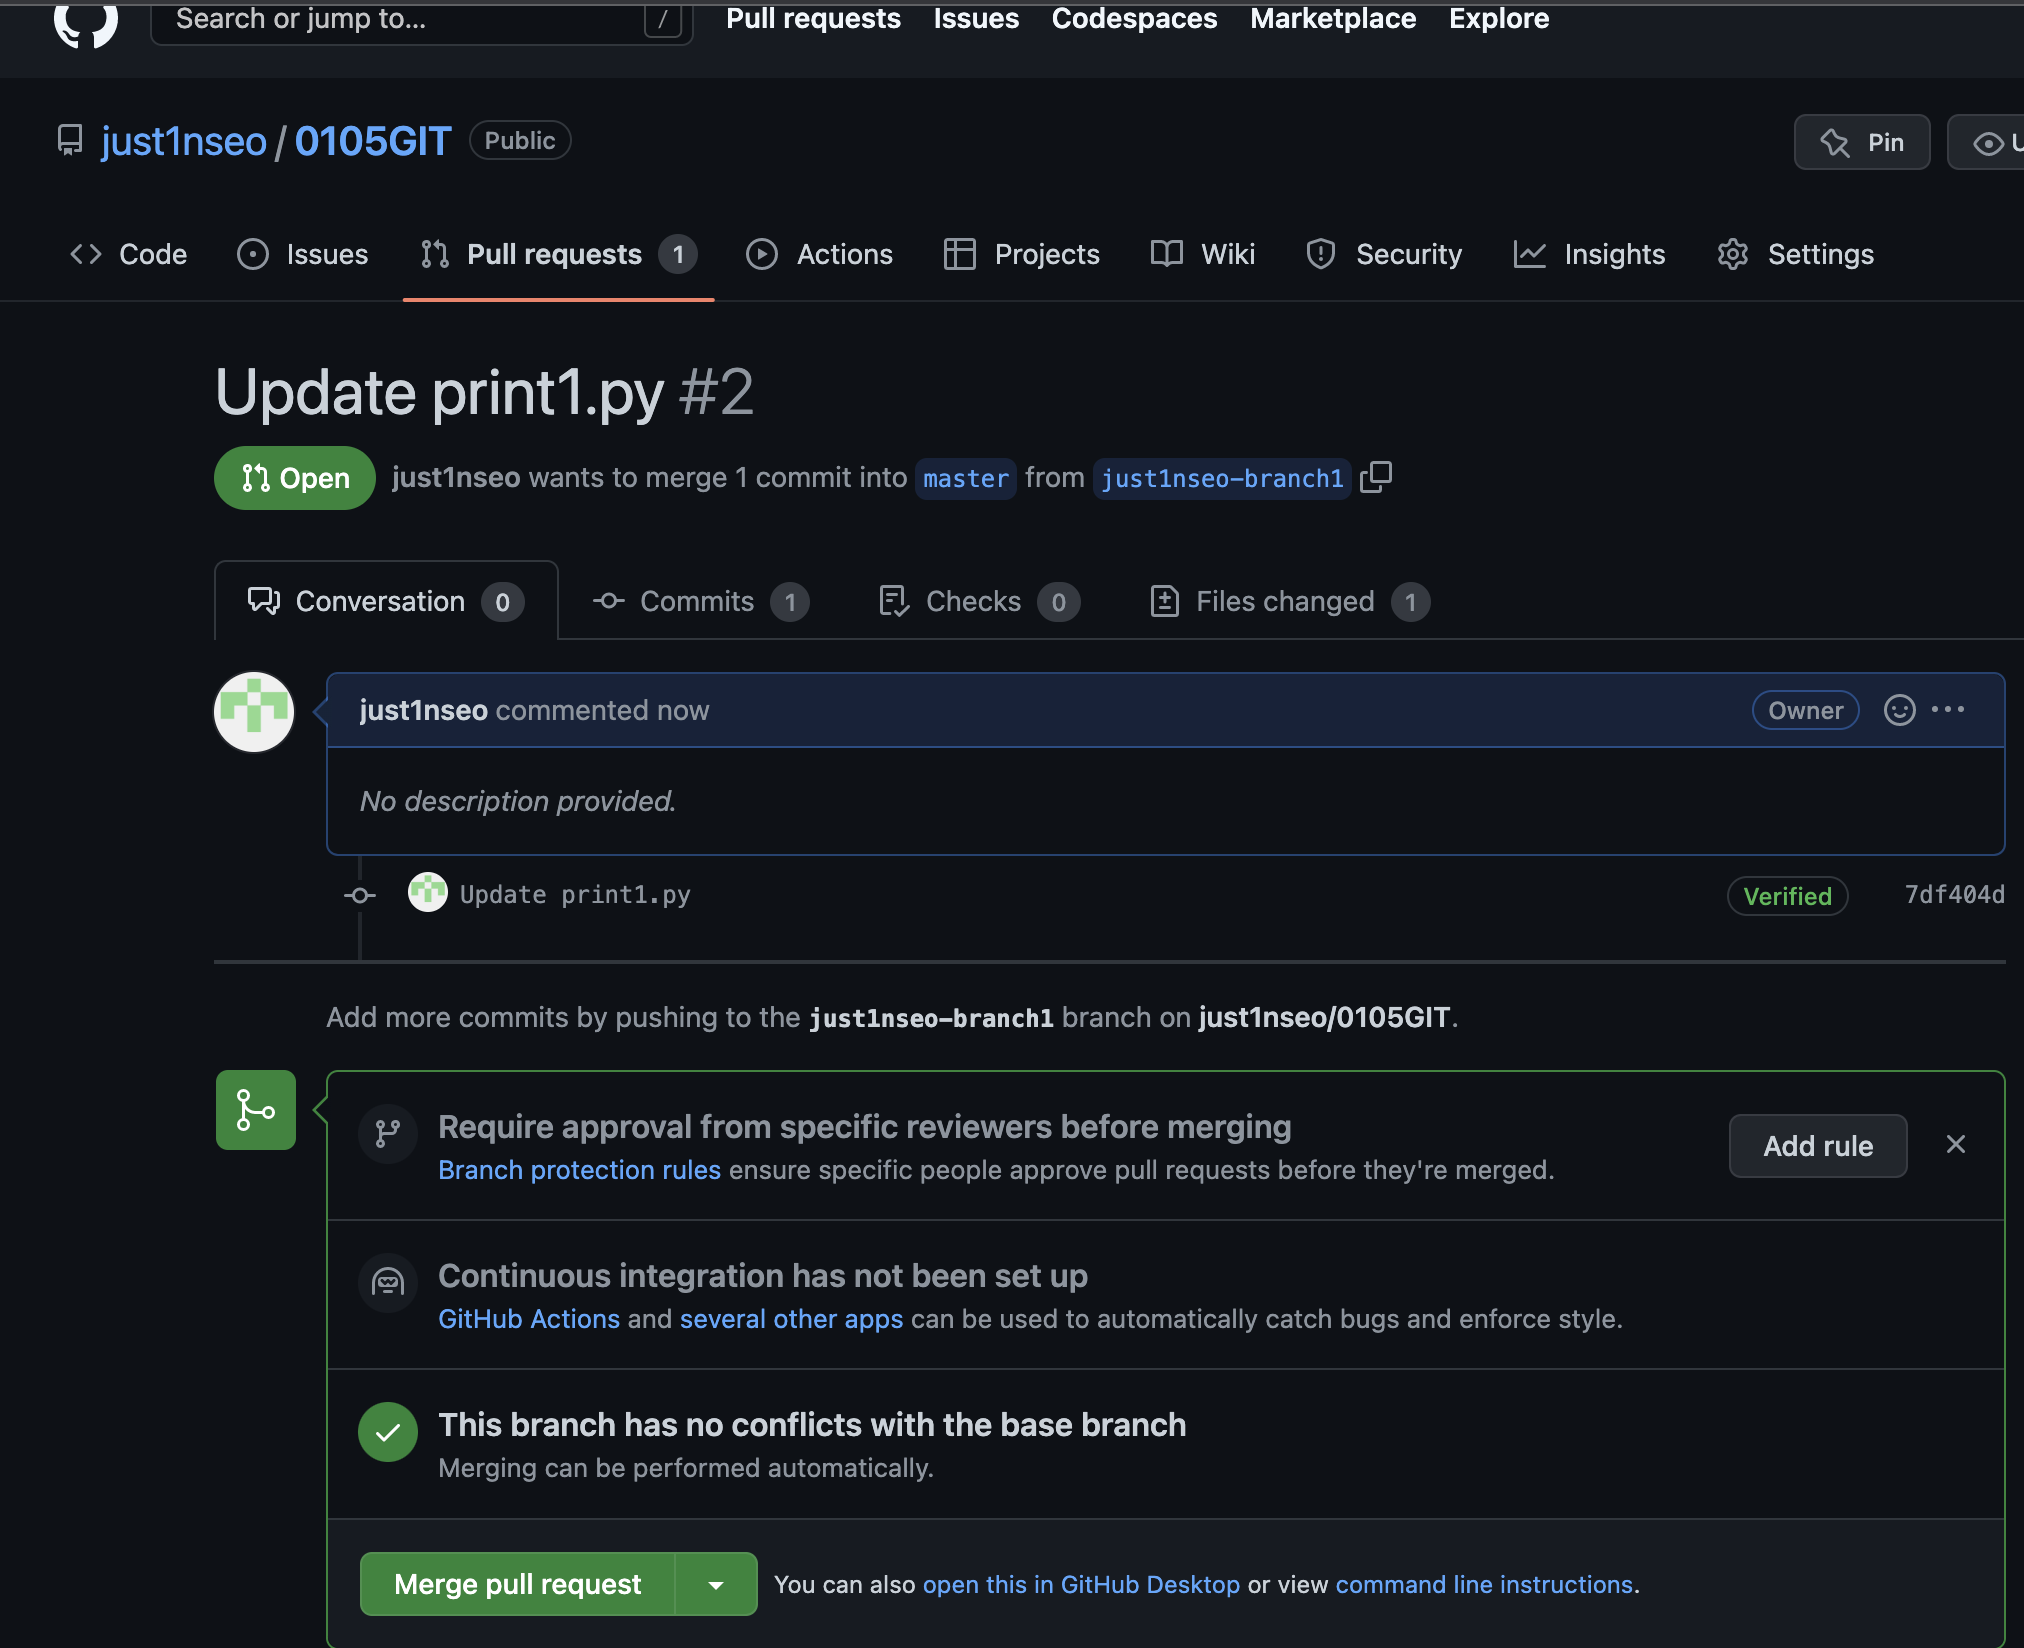 Search or jump to... /
Pull requests Issues Codespaces Marketplace Explore
just1nseo / 0105GIT Public
Pin
Code Issues Pull requests 1 Actions Projects Wiki Security Insights Settings
Update print1.py #2
Open just1nseo wants to merge 1 commit into master from just1nseo-branch1
Conversation 0 Commits 1 Checks 0 Files changed 1
just1nseo commented now Owner
No description provided.
Update print1.py Verified 7df404d
Add more commits by pushing to the just1nseo-branch1 branch on just1nseo/0105GIT.
Require approval from specific reviewers before merging
Branch protection rules ensure specific people approve pull requests before they're merged.
Add rule
Continuous integration has not been set up
GitHub Actions and several other apps can be used to automatically catch bugs and enforce style.
This branch has no conflicts with the base branch
Merging can be performed automatically.
Merge pull request You can also open this in GitHub Desktop or view command line instructions.